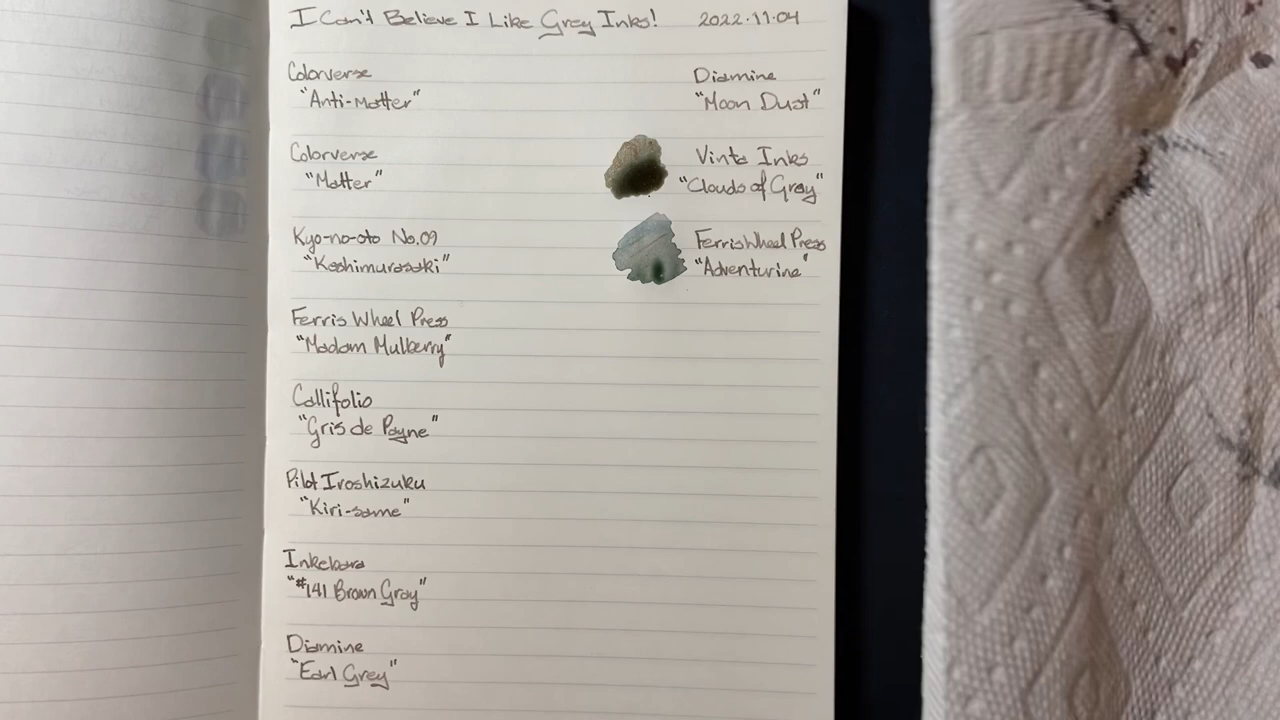 I Can't Believe I Like Grey Inks! 2022.11.04
Colorverse
"Anti-Matter"
Colorverse
"Matter"
Kyo-no-oto No.09
"Keshimurasaki"
Ferris Wheel Press
"Madam Mulberry"
Callifolio
"Gris de Payne"
Pilot Iroshizuku
"Kiri-same"
Inkebara
"#141 Brown Gray"
Diamine
"Earl Grey"
Diamine
"Moon Dust"
Vinta Inks
"Clouds of Gray"
Ferris Wheel Press
"Adventurine"